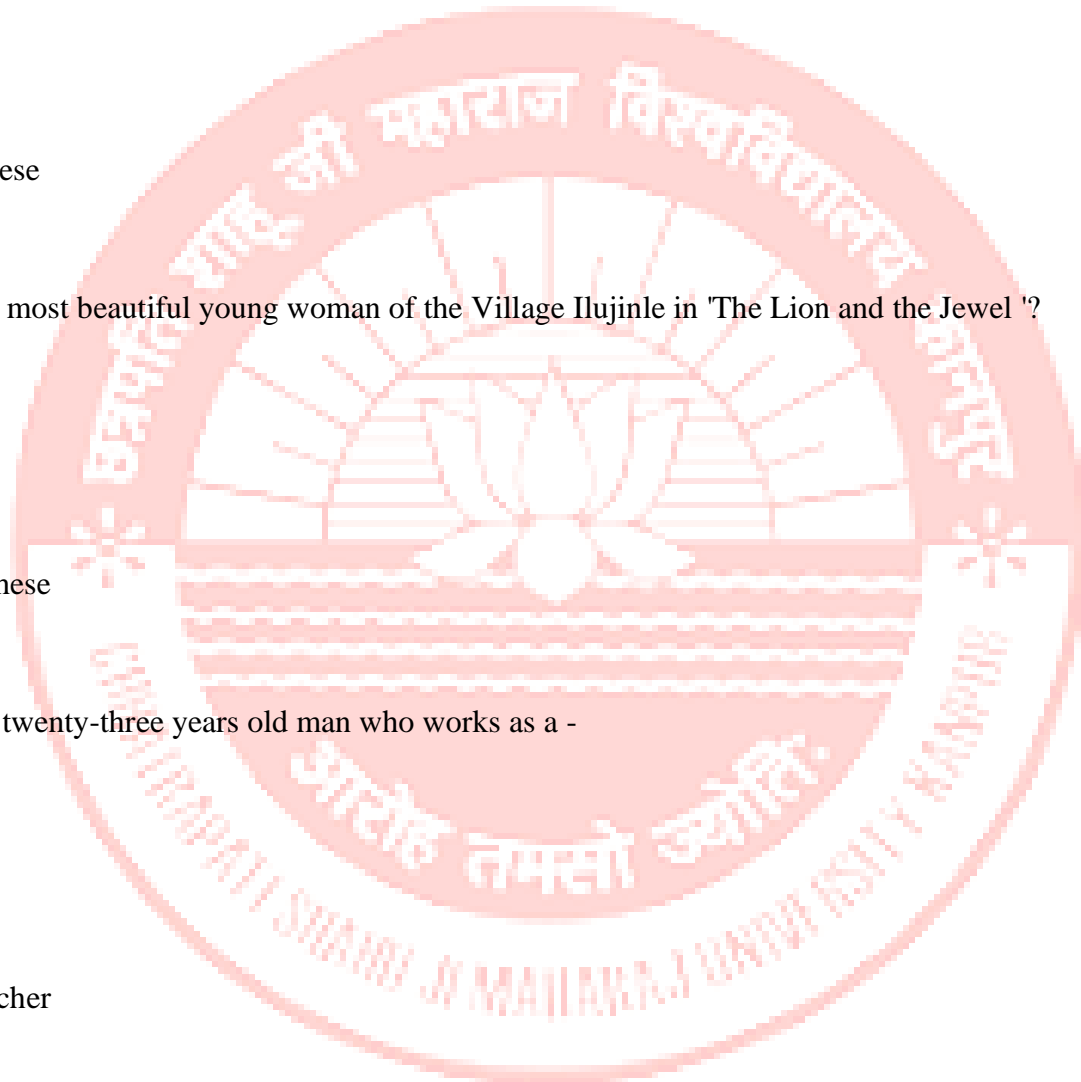 ese
most beautiful young woman of the Village Ilujinle in 'The Lion and the Jewel '?
hese
twenty-three years old man who works as a -
cher
छत्रपति शाहू जी महाराज विश्वविद्यालय कानपुर
आरोह तमसो ज्योतिः
CHHATRAPATI SHAHU JI MAHARAJ UNIVERSITY KANPUR